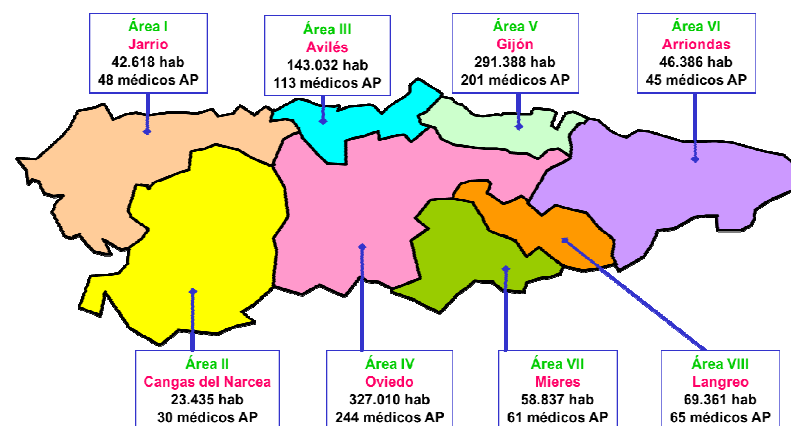 Área I
Jarrio
42.618 hab
48 médicos AP
Área III
Avilés
143.032 hab
113 médicos AP
Área V
Gijón
291.388 hab
201 médicos AP
Área VI
Arriondas
46.386 hab
45 médicos AP
Área II
Cangas del Narcea
23.435 hab
30 médicos AP
Área IV
Oviedo
327.010 hab
244 médicos AP
Área VII
Mieres
58.837 hab
61 médicos AP
Área VIII
Langreo
69.361 hab
65 médicos AP